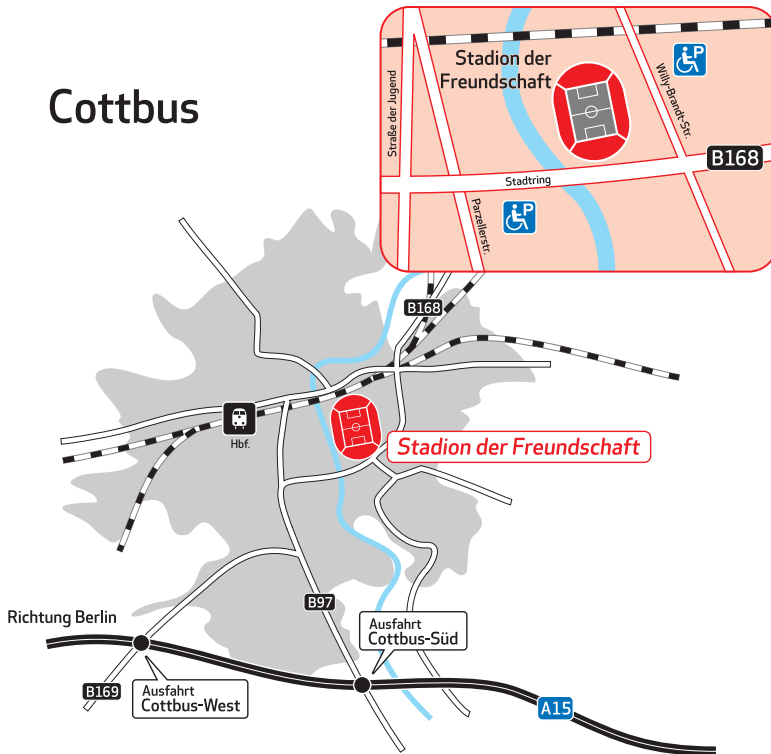 Cottbus
Stadion der
Freundschaft
P
Straße der Jugend
Willy-Brandt-Str.
B168
Stadtring
P
Parzellerstr.
B168
Hbf.
Stadion der Freundschaft
B97
Richtung Berlin
Ausfahrt
Cottbus-Süd
B169
Ausfahrt
Cottbus-West
A15